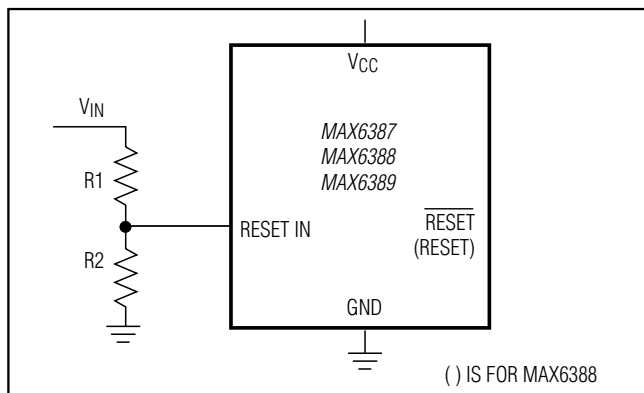 VCC
VIN
MAX6387
MAX6388
MAX6389
R1
RESET IN
RESET
(RESET)
R2
GND
( ) IS FOR MAX6388